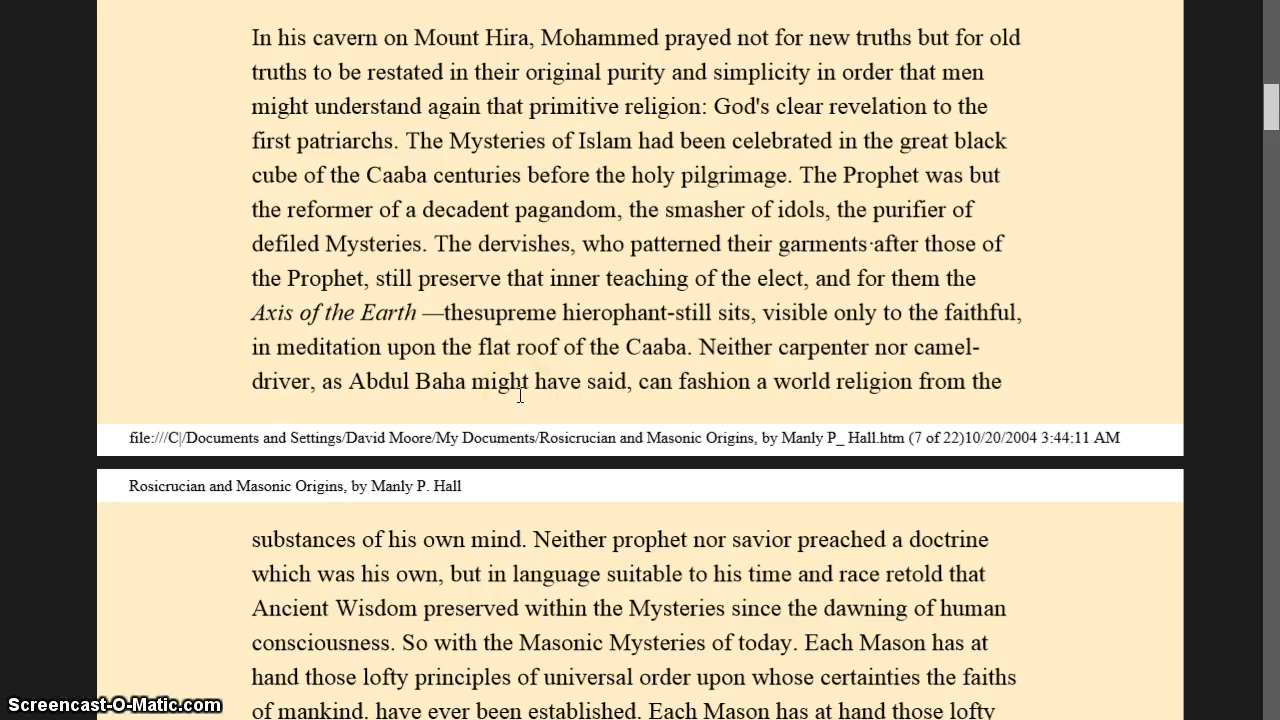 In his cavern on Mount Hira, Mohammed prayed not for new truths but for old
truths to be restated in their original purity and simplicity in order that men
might understand again that primitive religion: God's clear revelation to the
first patriarchs. The Mysteries of Islam had been celebrated in the great black
cube of the Caaba centuries before the holy pilgrimage. The Prophet was but
the reformer of a decadent pagandom, the smasher of idols, the purifier of
defiled Mysteries. The dervishes, who patterned their garments·after those of
the Prophet, still preserve that inner teaching of the elect, and for them the
Axis of the Earth —thesupreme hierophant-still sits, visible only to the faithful,
in meditation upon the flat roof of the Caaba. Neither carpenter nor camel-
driver, as Abdul Baha might have said, can fashion a world religion from the
file:///C|/Documents and Settings/David Moore/My Documents/Rosicrucian and Masonic Origins, by Manly P_ Hall.htm (7 of 22)10/20/2004 3:44:11 AM
Rosicrucian and Masonic Origins, by Manly P. Hall
substances of his own mind. Neither prophet nor savior preached a doctrine
which was his own, but in language suitable to his time and race retold that
Ancient Wisdom preserved within the Mysteries since the dawning of human
consciousness. So with the Masonic Mysteries of today. Each Mason has at
hand those lofty principles of universal order upon whose certainties the faiths
of mankind. have ever been established. Each Mason has at hand those lofty
Screencast-O-Matic.com